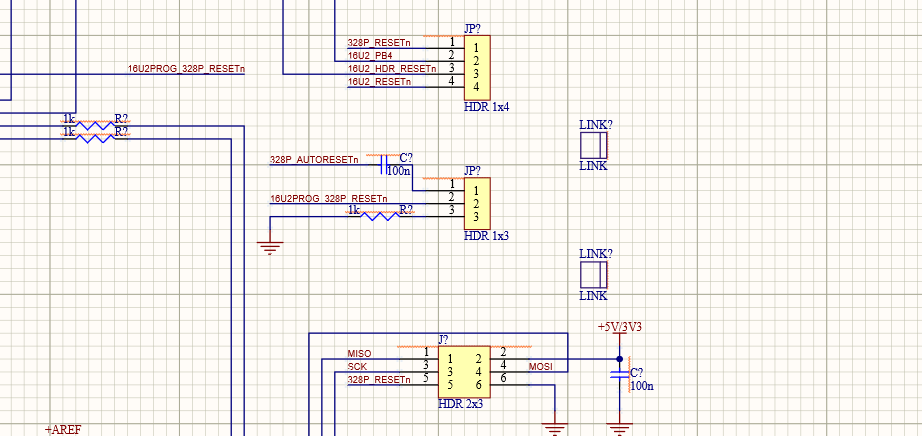 JP?
328P_RESETn 1 1
16U2_PB4 2 2
16U2PROG_328P_RESETn
16U2_HDR_RESETn 3 3
16U2_RESETn 4 4
HDR 1x4
1k R?
1k R?
LINK?
LINK
328P_AUTORESETn
C?
100n
JP?
1 1
16U2PROG_328P_RESETn 2 2
1k R? 3 3
HDR 1x3
LINK?
LINK
+5V/3V3
J?
MISO 1 1 2 2
SCK 3 3 4 4 MOSI
328P_RESETn 5 5 6 6
HDR 2x3
C?
100n
+AREF